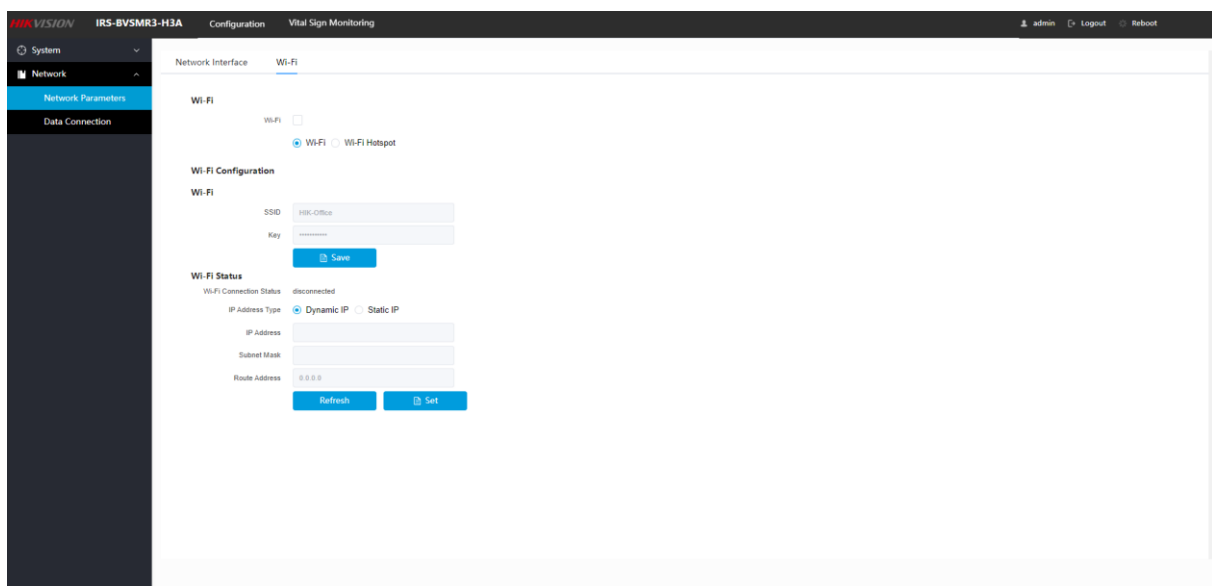 HIKVISION IRS-BVSMR3-H3A Configuration Vital Sign Monitoring admin Logout Reboot
System
Network
Network Parameters
Data Connection
Network Interface Wi-Fi
Wi-Fi
Wi-Fi
Wi-Fi Wi-Fi Hotspot
Wi-Fi Configuration
Wi-Fi
SSID HIK-Office
Key •••••••••••
Save
Wi-Fi Status
Wi-Fi Connection Status disconnected
IP Address Type Dynamic IP Static IP
IP Address
Subnet Mask
Route Address 0.0.0.0
Refresh Set